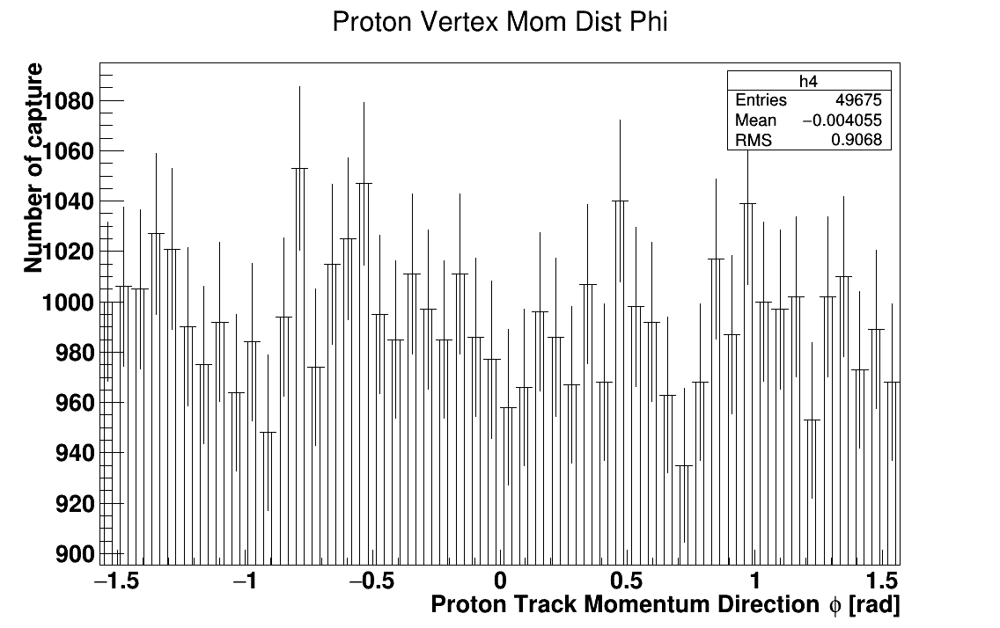 Proton Vertex Mom Dist Phi
h4
Entries 49675
Mean −0.004055
RMS 0.9068
Number of capture
1080
1060
1040
1020
1000
980
960
940
920
900
−1.5 −1 −0.5 0 0.5 1 1.5
Proton Track Momentum Direction ϕ [rad]